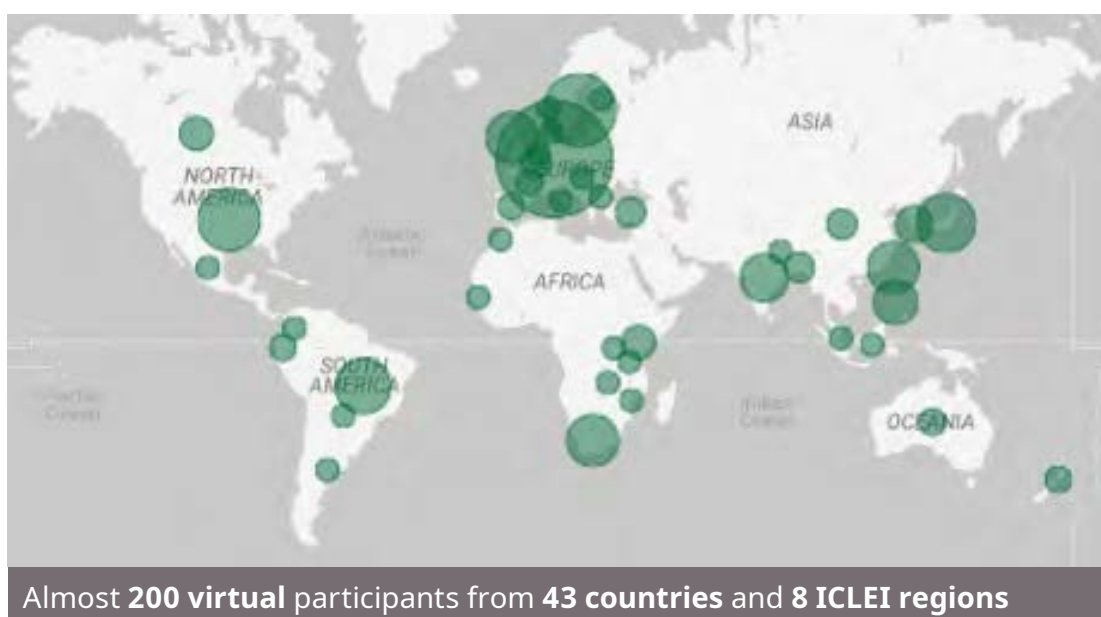 ASIA
NORTH
AMERICA
EUROPE
AFRICA
SOUTH
AMERICA
OCEANIA
Almost 200 virtual participants from 43 countries and 8 ICLEI regions